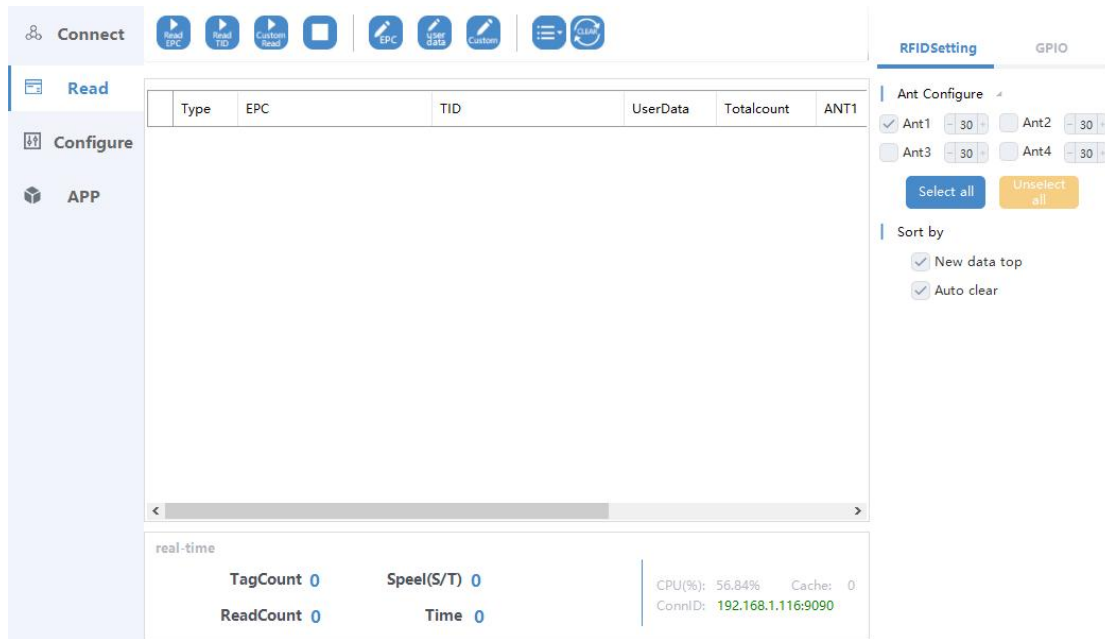 Connect
Read
Configure
APP
Read EPC
Read TID
Custom Read
EPC
user data
Custom
CLEAR
Type EPC TID UserData Totalcount ANT1
real-time
TagCount 0 Speel(S/T) 0
ReadCount 0 Time 0
CPU(%): 56.84% Cache: 0
ConnID: 192.168.1.116:9090
RFIDSetting GPIO
Ant Configure
Ant1 - 30 + Ant2 - 30 +
Ant3 - 30 + Ant4 - 30 +
Select all Unselect all
Sort by
New data top
Auto clear